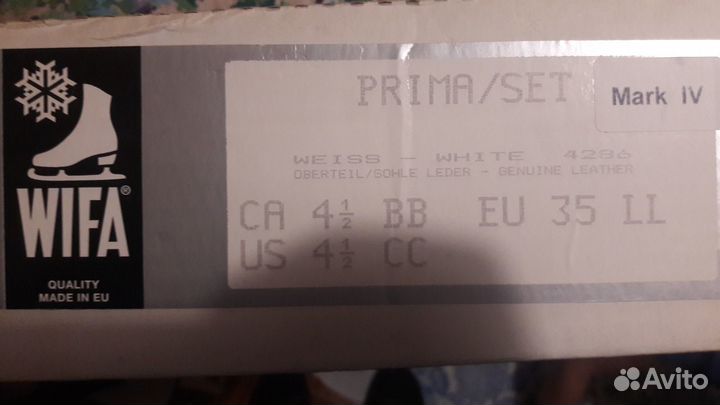 WIFA®
QUALITY
MADE IN EU
PRIMA/SET
Mark IV
WEISS - WHITE 4286
OBERTEIL/SOHLE LEDER - GENUINE LEATHER
CA 4½ BB EU 35 LL
US 4½ CC
Avito